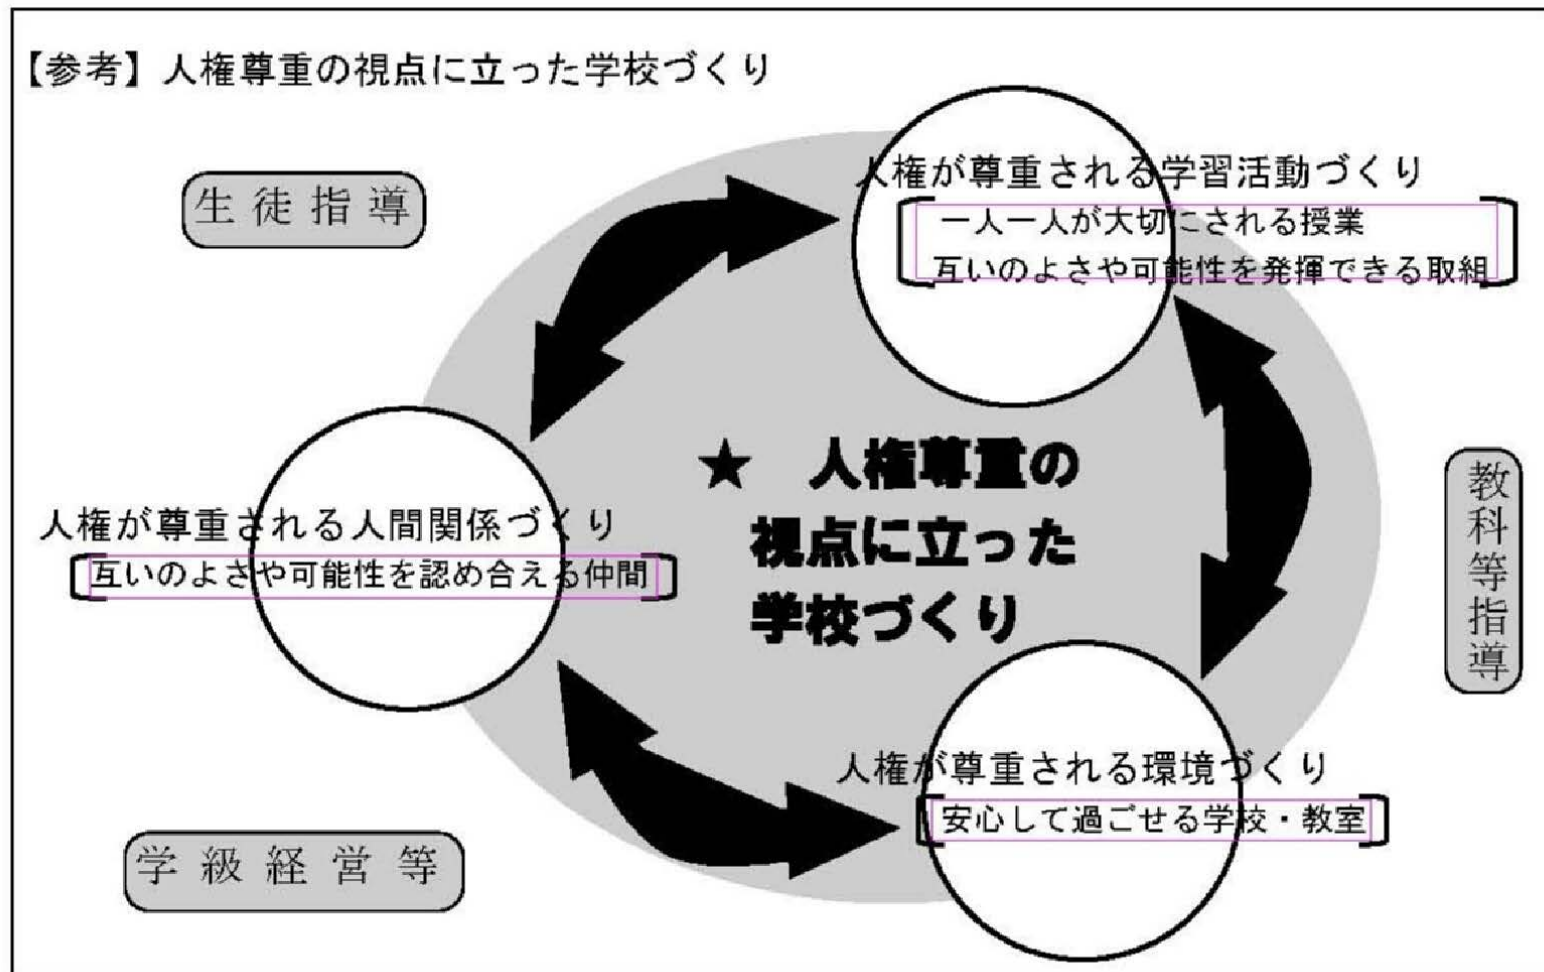 【参考】人権尊重の視点に立った学校づくり
生徒指導
人権が尊重される学習活動づくり
一人一人が大切にされる授業
互いのよさや可能性を発揮できる取組
★ 人権尊重の
視点に立った
学校づくり
教科等指導
人権が尊重される人間関係づくり
互いのよさや可能性を認め合える仲間
人権が尊重される環境づくり
安心して過ごせる学校・教室
学級経営等